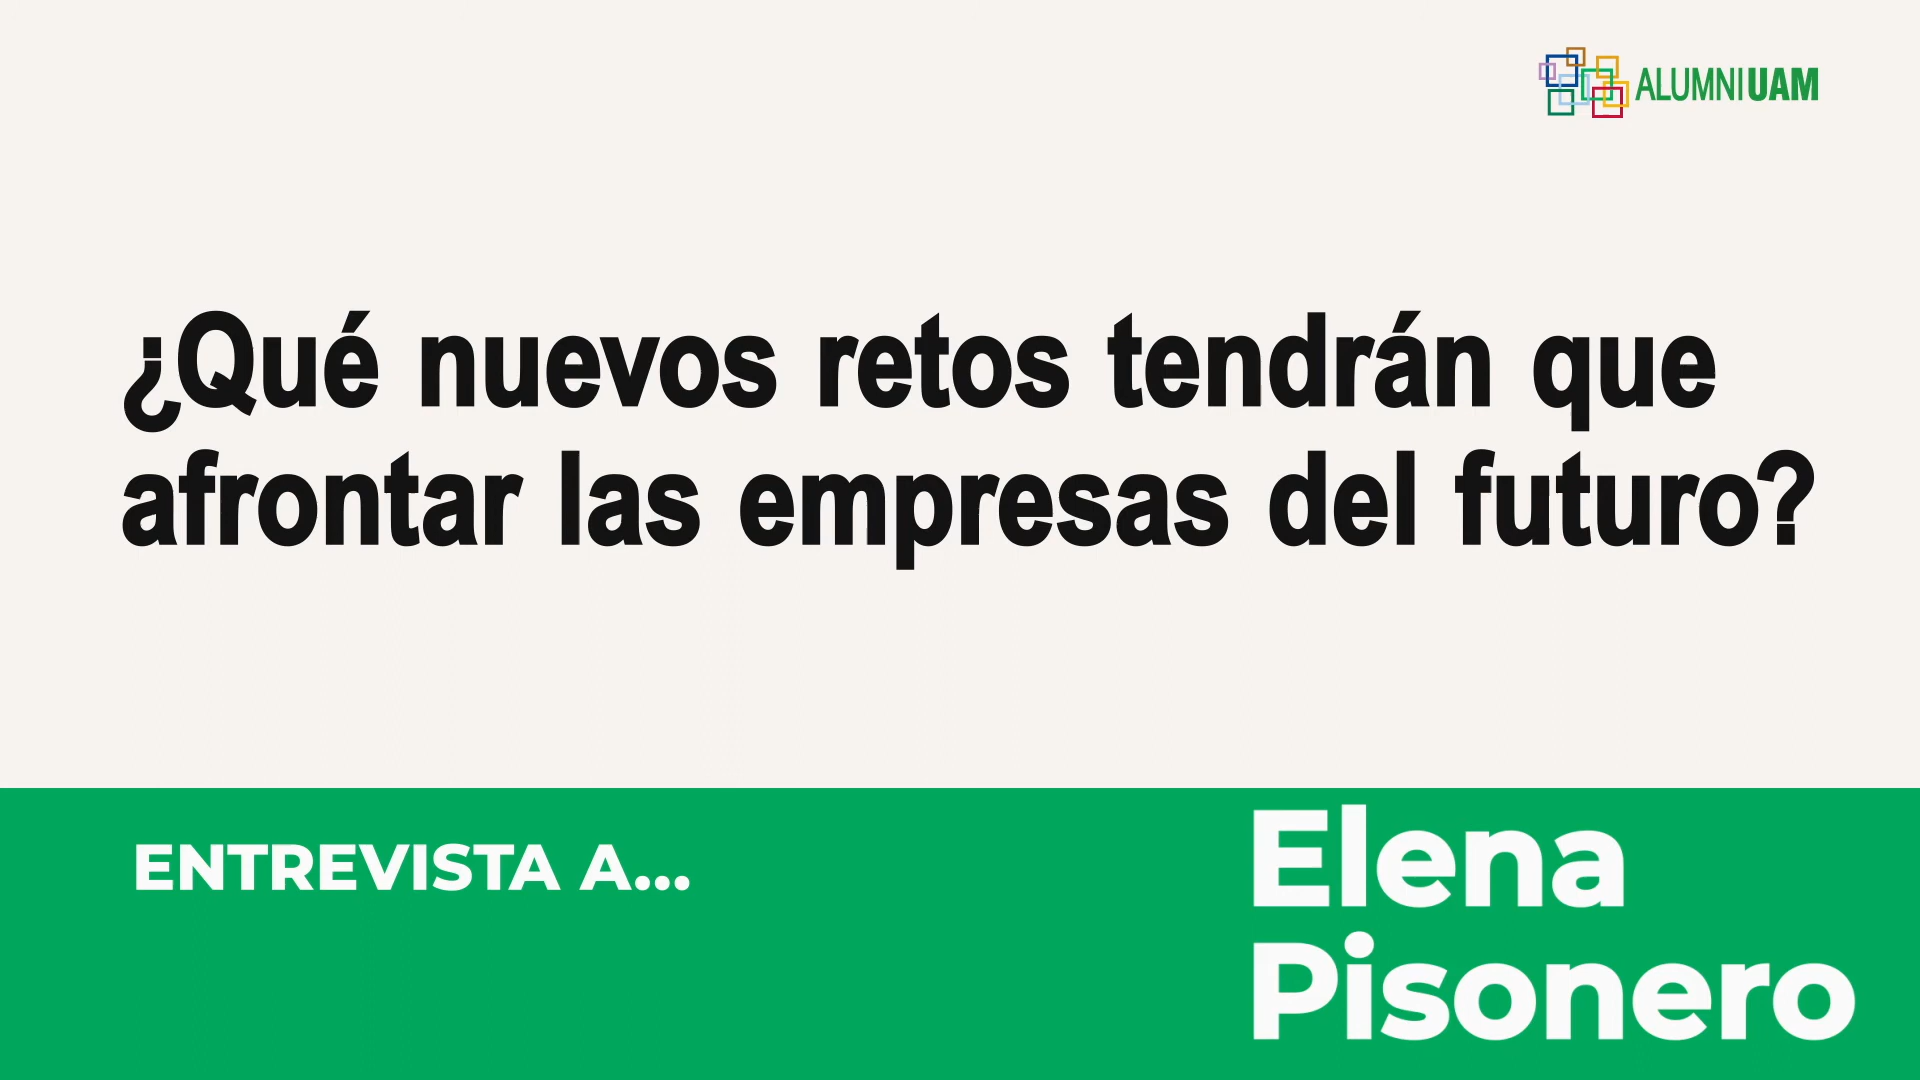 ALUMNIUAM
¿Qué nuevos retos tendrán que
afrontar las empresas del futuro?
ENTREVISTA A...
Elena
Pisonero